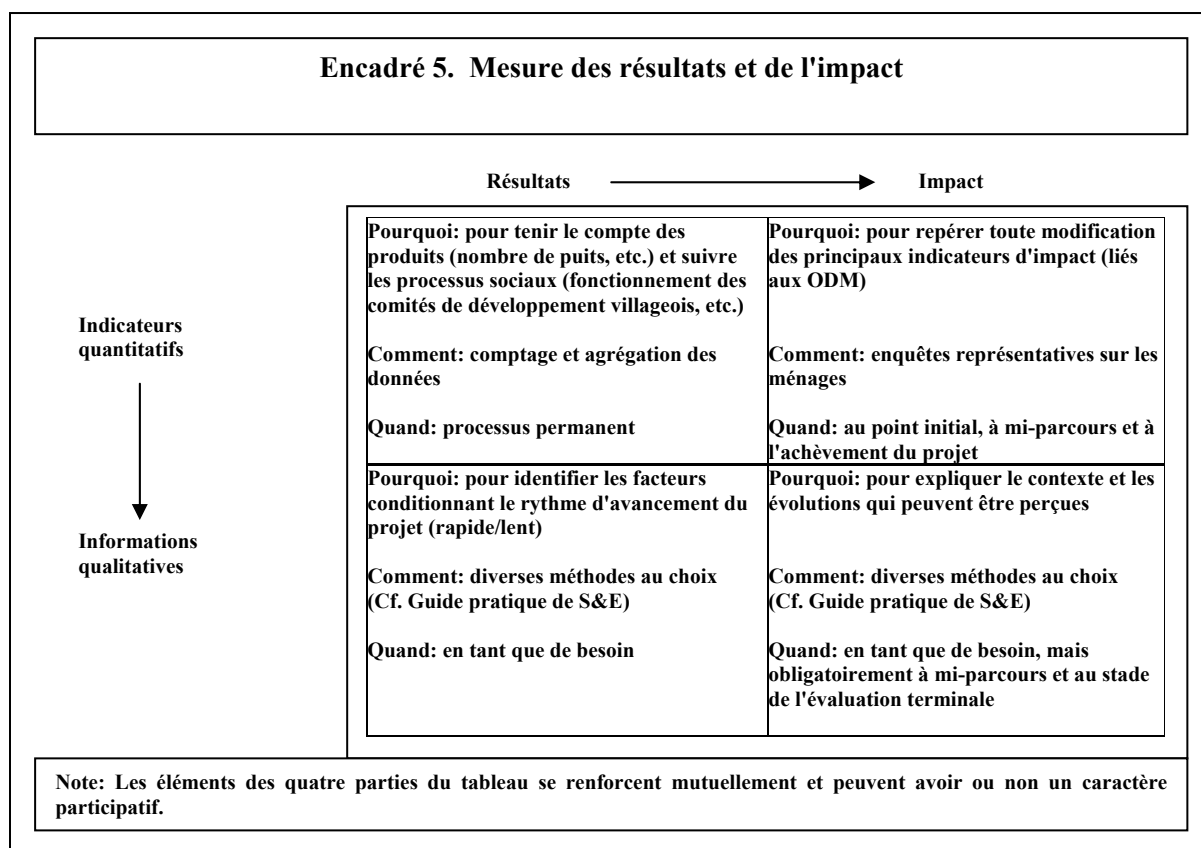 Encadré 5. Mesure des résultats et de l'impact
Résultats
Impact
Indicateurs
quantitatifs
Pourquoi: pour tenir le compte des
produits (nombre de puits, etc.) et suivre
les processus sociaux (fonctionnement des
comités de développement villageois, etc.)
Comment: comptage et agrégation des
données
Quand: processus permanent
Pourquoi: pour repérer toute modification
des principaux indicateurs d'impact (liés
aux ODM)
Comment: enquêtes représentatives sur les
ménages
Quand: au point initial, à mi-parcours et à
l'achèvement du projet
Informations
qualitatives
Pourquoi: pour identifier les facteurs
conditionnant le rythme d'avancement du
projet (rapide/lent)
Comment: diverses méthodes au choix
(Cf. Guide pratique de S&E)
Quand: en tant que de besoin
Pourquoi: pour expliquer le contexte et les
évolutions qui peuvent être perçues
Comment: diverses méthodes au choix
(Cf. Guide pratique de S&E)
Quand: en tant que de besoin, mais
obligatoirement à mi-parcours et au stade
de l'évaluation terminale
Note: Les éléments des quatre parties du tableau se renforcent mutuellement et peuvent avoir ou non un caractère
participatif.